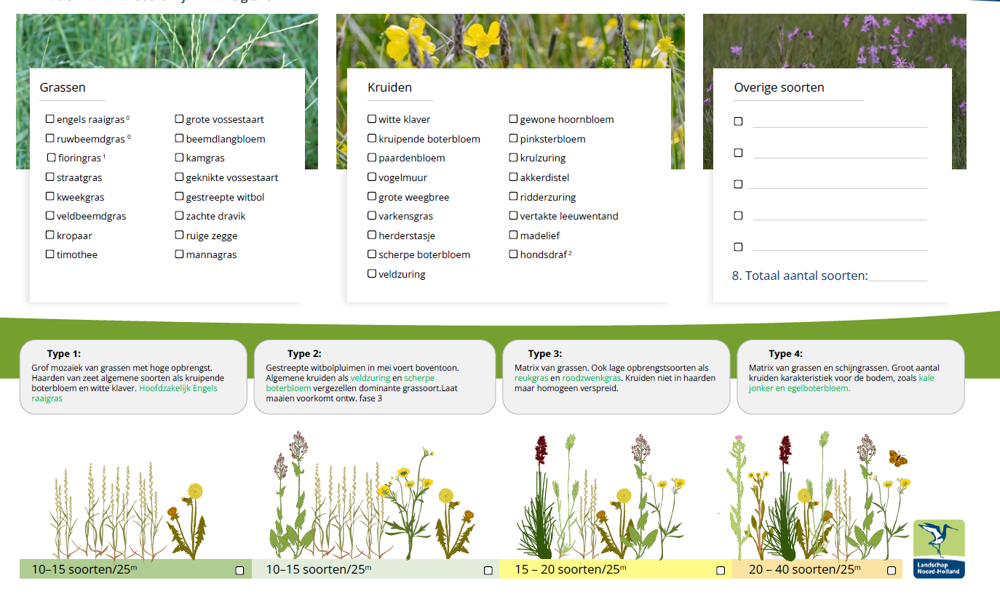 Grassen
engels raaigras⁰
ruwbeemdgras ⁰
fioringras¹
straatgras
kweekgras
veldbeemdgras
kropaar
timothee
grote vossestaart
beemdlangbloem
kamgras
geknikte vossestaart
gestreepte witbol
zachte dravik
ruige zegge
mannagras
Kruiden
witte klaver
kruipende boterbloem
paardenbloem
vogelmuur
grote weegbree
varkensgras
herderstasje
scherpe boterbloem
veldzuring
gewone hoornbloem
pinksterbloem
krulzuring
akkerdistel
ridderzuring
vertakte leeuwentand
madelief
hondsdraf²
Overige soorten
8. Totaal aantal soorten:
Type 1:
Grof mozaiek van grassen met hoge opbrengst.
Haarden van zeet algemene soorten als kruipende
boterbloem en witte klaver. Hoofdzakelijk Engels
raaigras
Type 2:
Gestreepte witbolpluimen in mei voert boventoon.
Algemene kruiden als veldzuring en scherpe
boterbloem vergezellen dominante grassoort.Laat
maaien voorkomt ontw. fase 3
Type 3:
Matrix van grassen. Ook lage opbrengstsoorten als
reukgras en roodzwenkgras. Kruiden niet in haarden
maar homogeen verspreid.
Type 4:
Matrix van grassen en schijngrassen. Groot aantal
kruiden karakteristiek voor de bodem, zoals kale
jonker en egelboterbloem.
10–15 soorten/25ᵐ
10–15 soorten/25ᵐ
15 – 20 soorten/25ᵐ
20 – 40 soorten/25ᵐ
Landschap
Noord-Holland